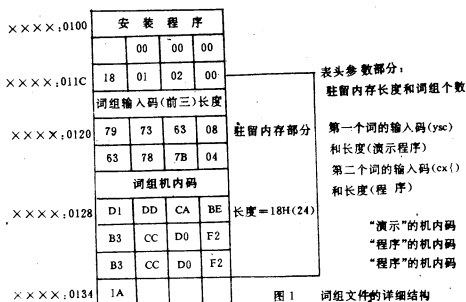 ××××:0100 安装程序
00 00 00
××××:011C 18 01 02 00 表头参数部分:
驻留内存长度和词组个数
词组输入码(前三)长度
××××:0120 79 73 63 08 驻留内存部分 第一个词的输入码(ysc)
和长度(演示程序)
63 78 7B 04 第二个词的输入码(cx{)
和长度(程 序)
词组机内码
××××:0128 D1 DD CA BE 长度=18H(24) “演示”的机内码
B3 CC D0 F2 “程序”的机内码
B3 CC D0 F2 “程序”的机内码
××××:0134 1A 图1 词组文件的详细结构